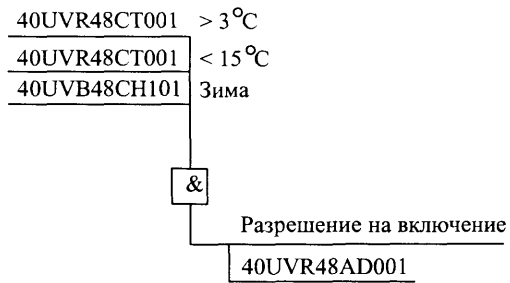 40UVR48CT001 > 3°C
40UVR48CT001 < 15°C
40UVB48CH101 Зима
&
Разрешение на включение
40UVR48AD001